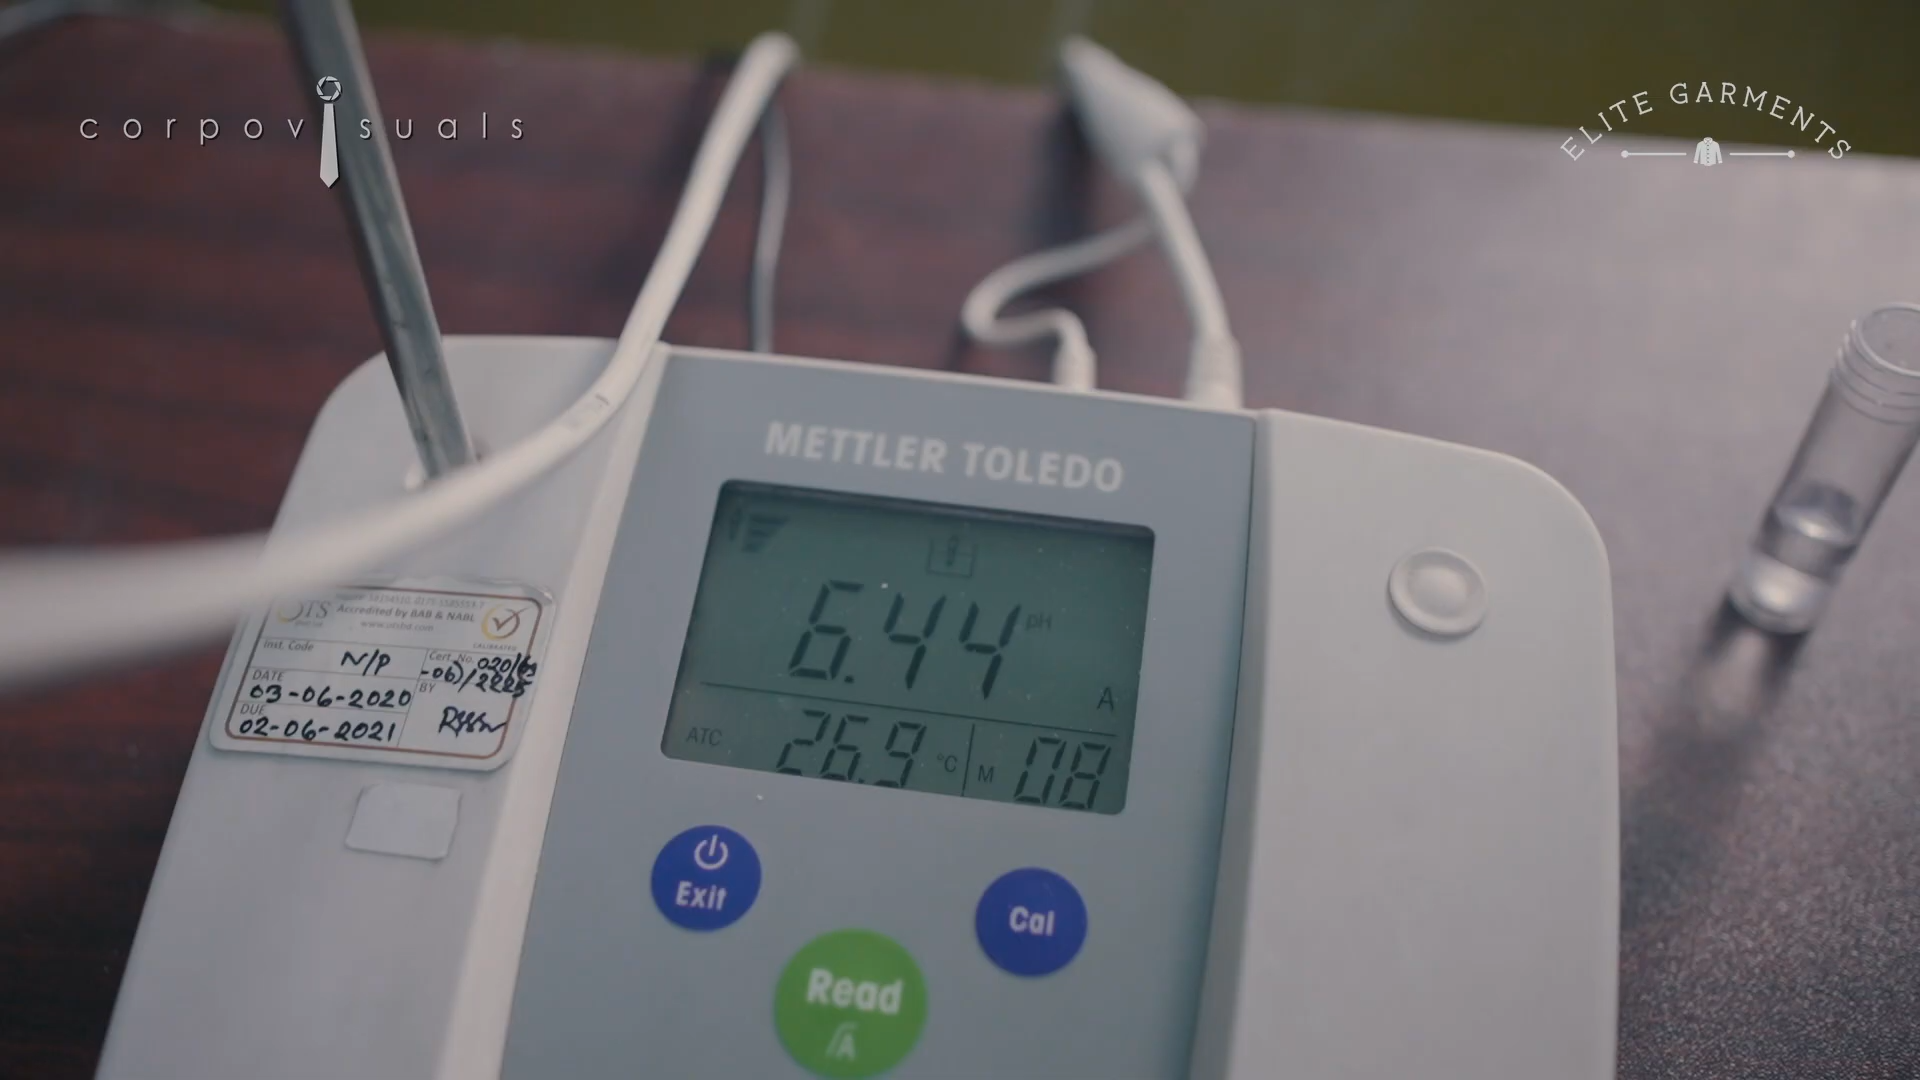 corpovisuals
ELITE GARMENTS
METTLER TOLEDO
6.44 pH
A
ATC 26.9 °C M 08
Accredited by BAB & NABL
CALIBRATED
Inst. Code N/P
Cert. No.
DATE 03-06-2020
BY
DUE 02-06-2021
Exit
Cal
Read
A